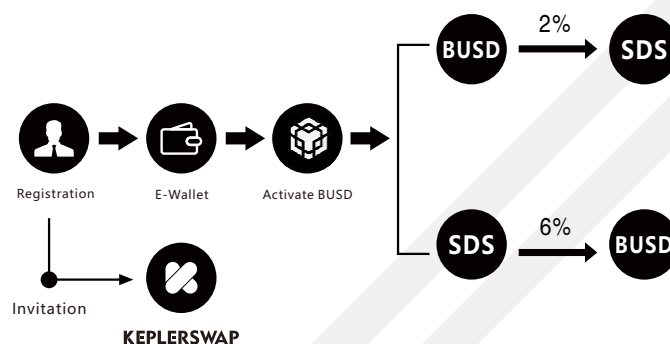 2%
BUSD
SDS
Registration
E-Wallet
Activate BUSD
6%
SDS
BUSD
Invitation
KEPLERSWAP